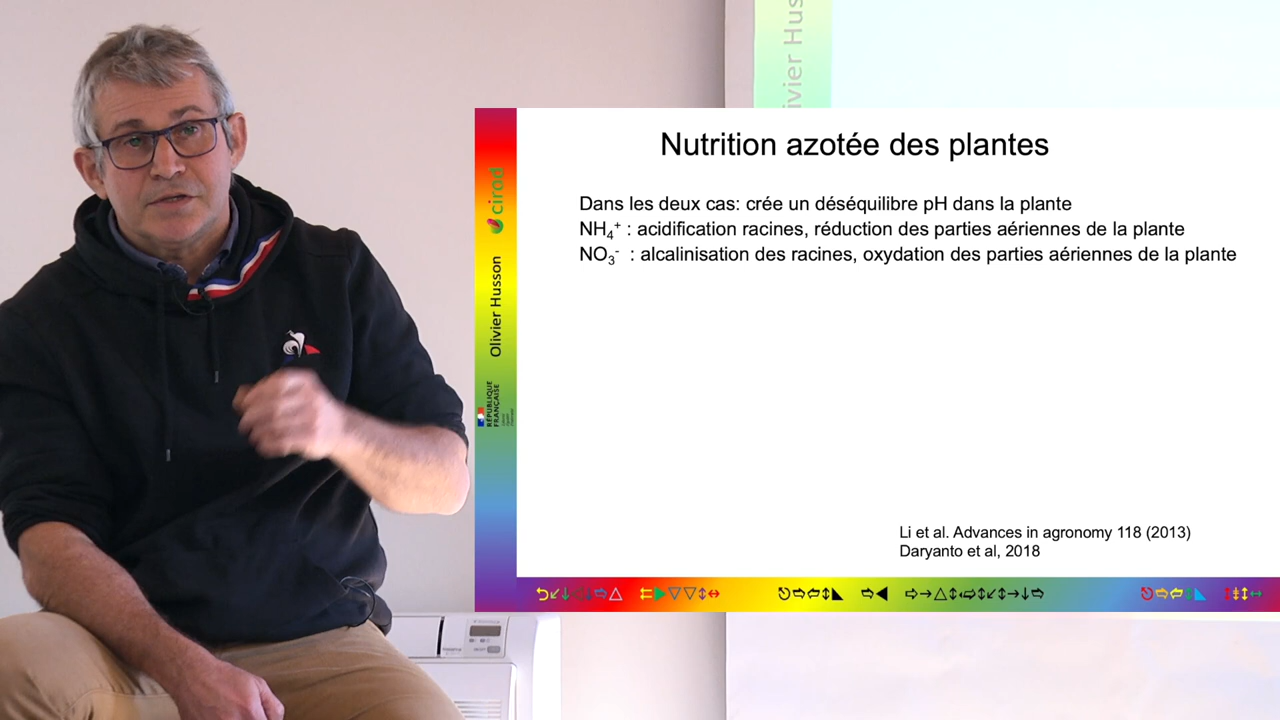 ivier Hus
Nutrition azotée des plantes
Dans les deux cas: crée un déséquilibre pH dans la plante
NH₄⁺ : acidification racines, réduction des parties aériennes de la plante
NO₃⁻ : alcalinisation des racines, oxydation des parties aériennes de la plante
Li et al. Advances in agronomy 118 (2013)
Daryanto et al, 2018
cirad
Olivier Husson
RÉPUBLIQUE
FRANÇAISE